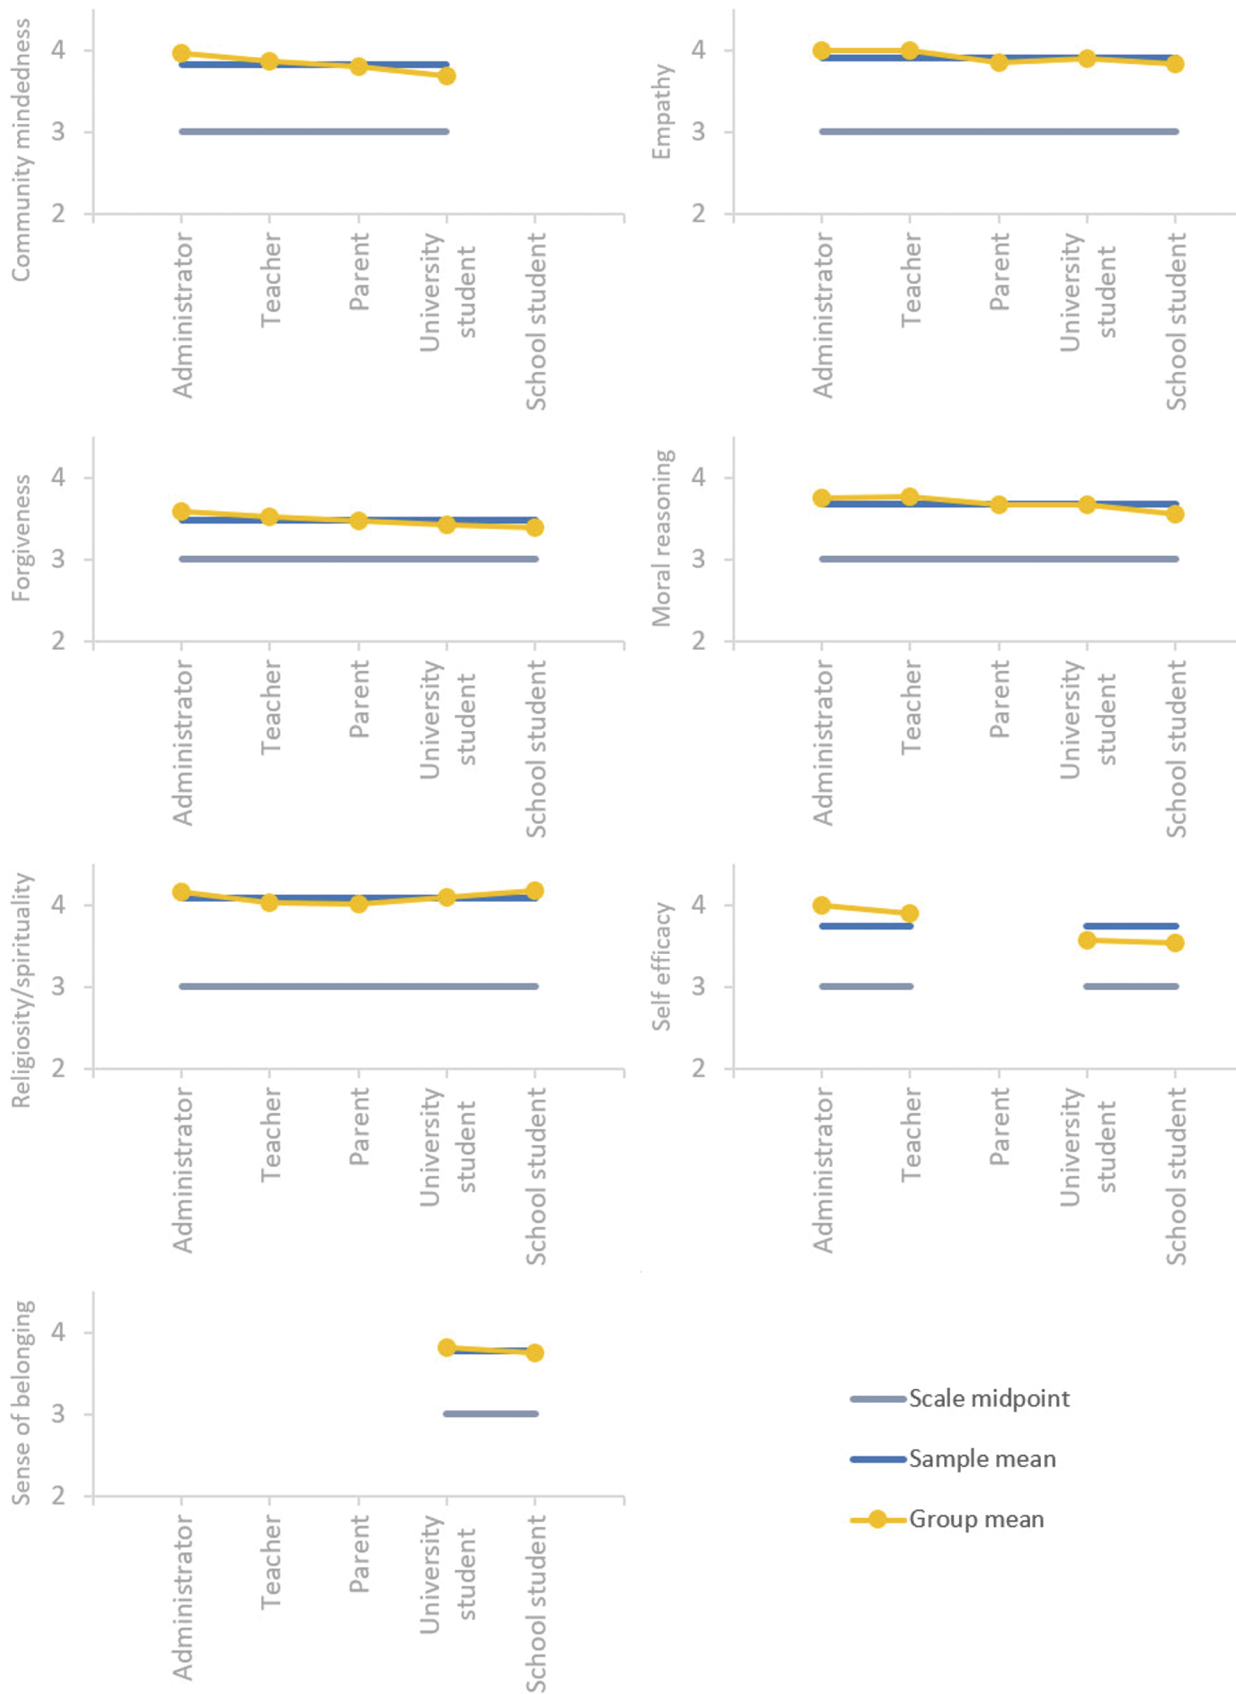 Community mindedness
4
3
2
Administrator
Teacher
Parent
University
student
School student
Empathy
4
3
2
Administrator
Teacher
Parent
University
student
School student
Forgiveness
4
3
2
Administrator
Teacher
Parent
University
student
School student
Moral reasoning
4
3
2
Administrator
Teacher
Parent
University
student
School student
Religiosity/spirituality
4
3
2
Administrator
Teacher
Parent
University
student
School student
Self efficacy
4
3
2
Administrator
Teacher
Parent
University
student
School student
Sense of belonging
4
3
2
Administrator
Teacher
Parent
University
student
School student
Scale midpoint
Sample mean
Group mean